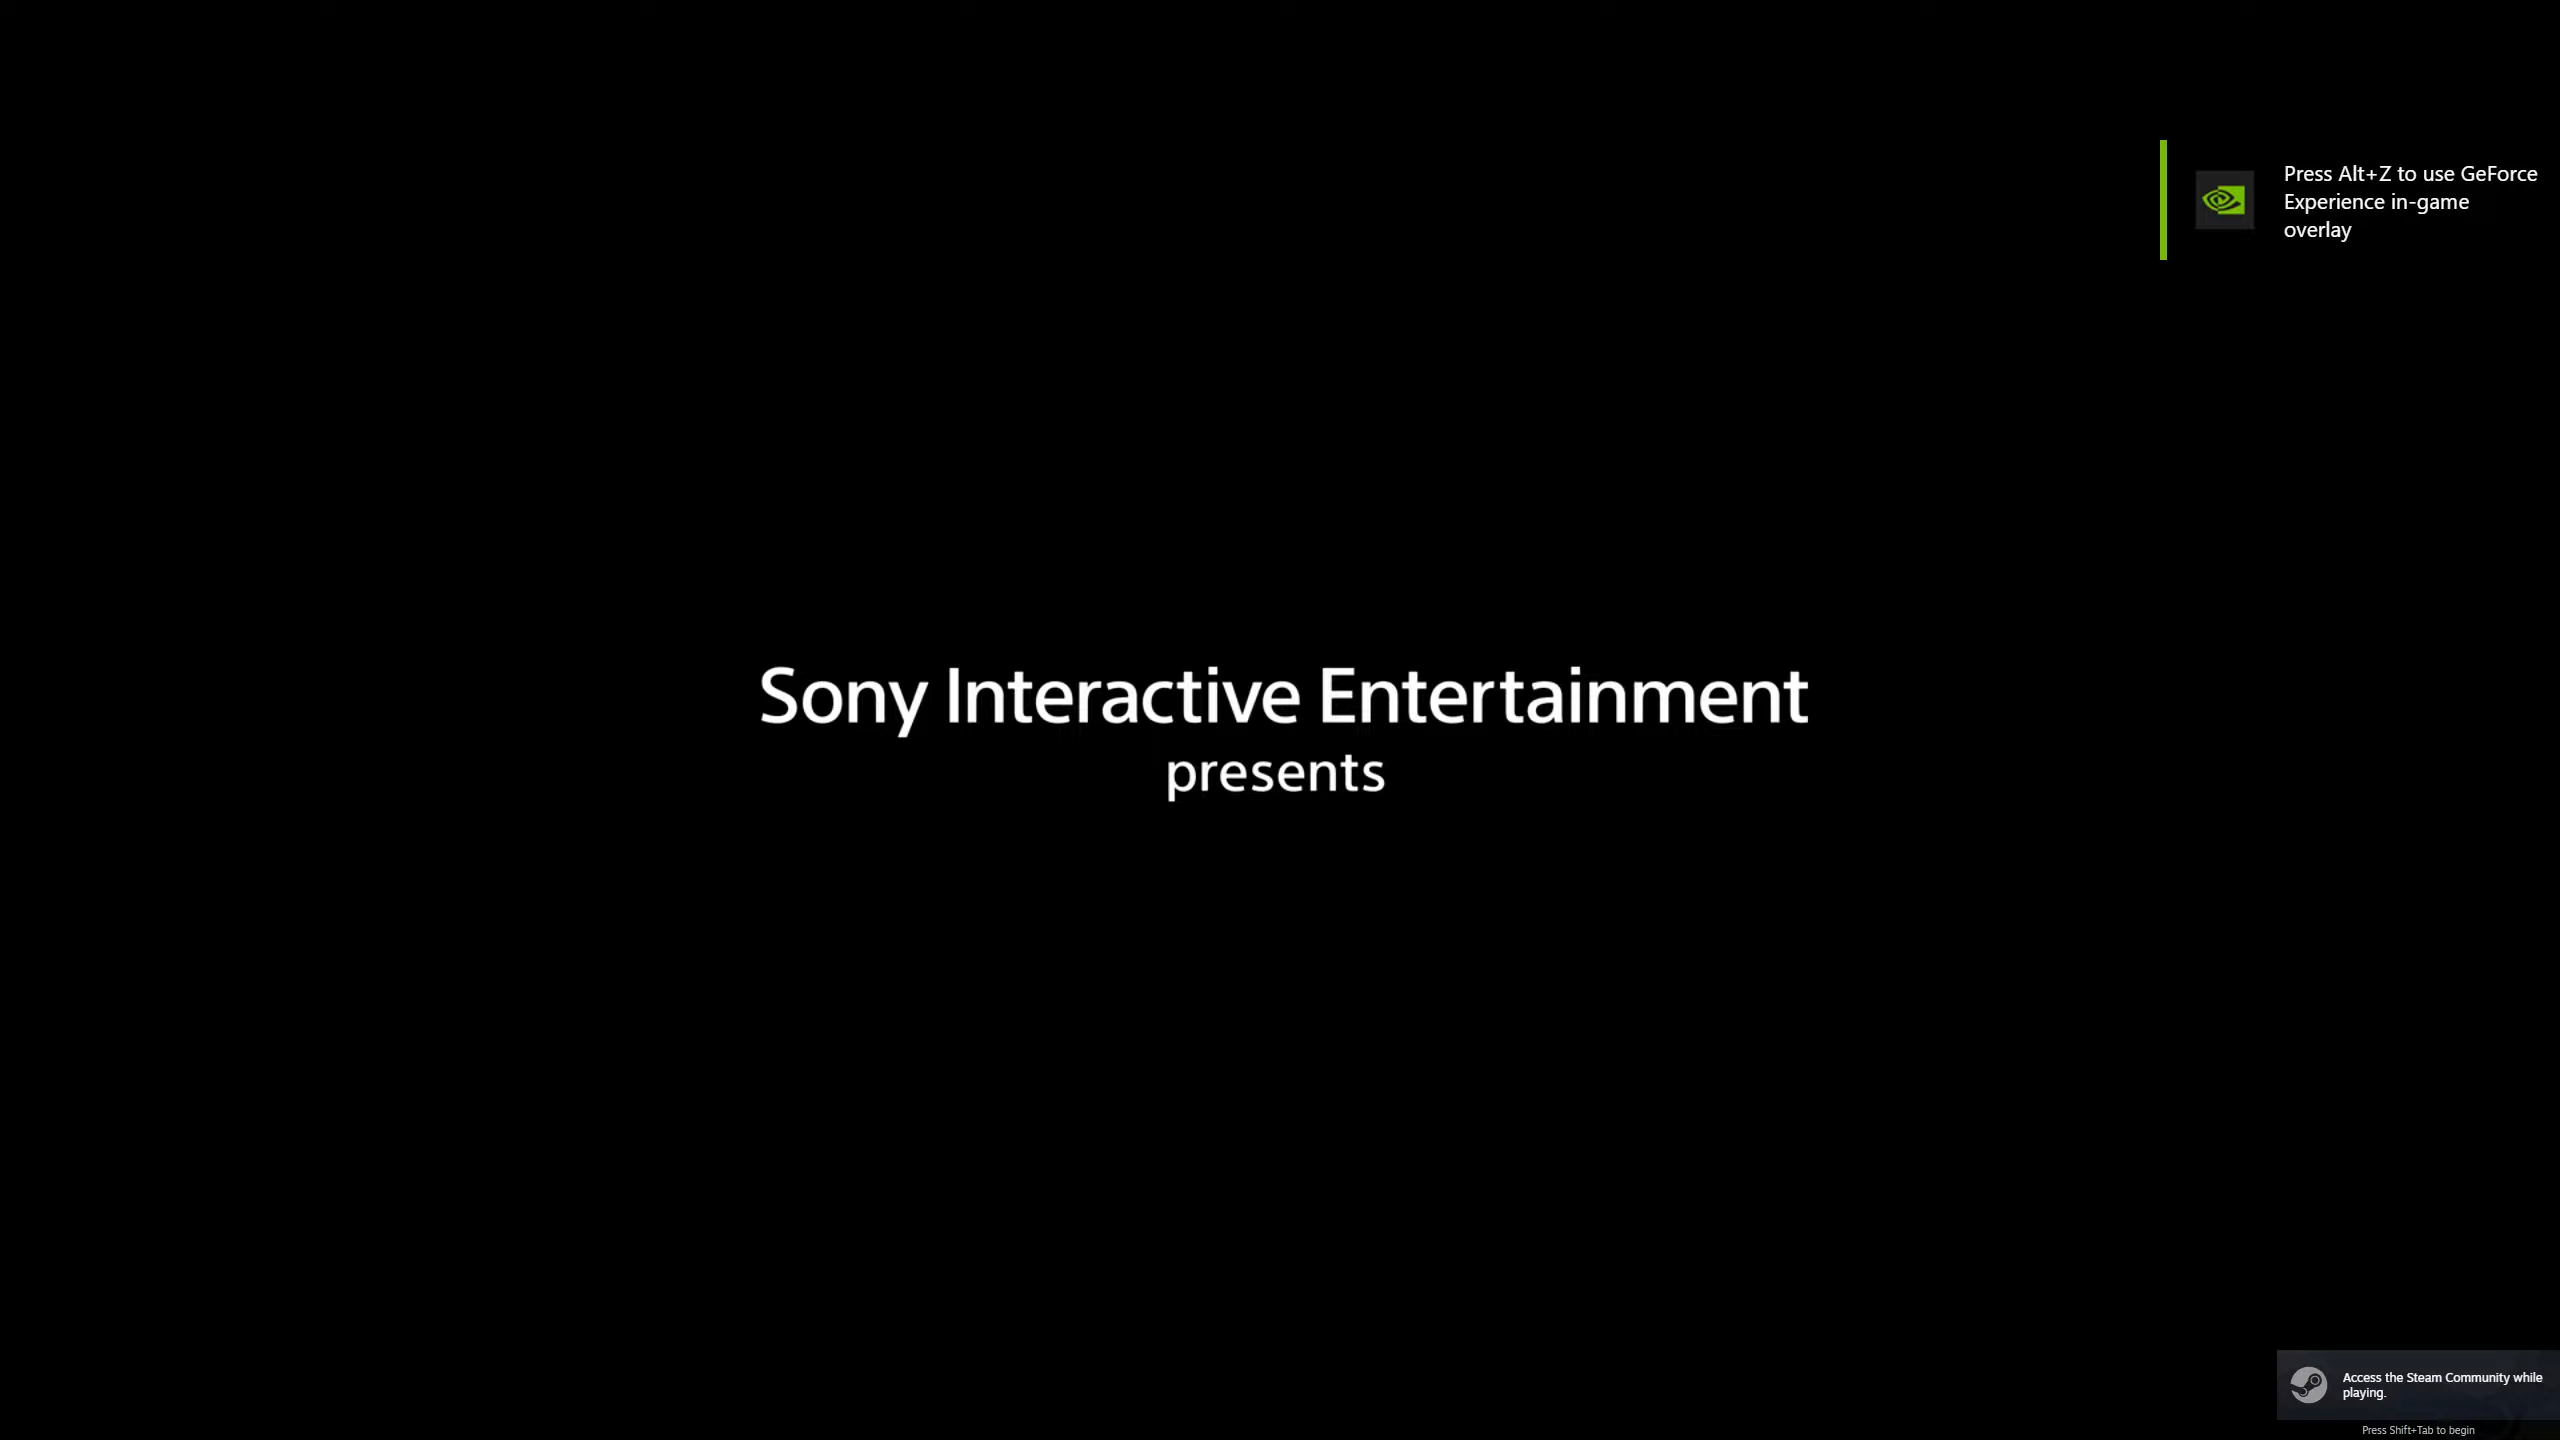 Press Alt+Z to use GeForce
Experience in-game
overlay
Sony Interactive Entertainment
presents
Access the Steam Community while
playing.
Press Shift+Tab to begin